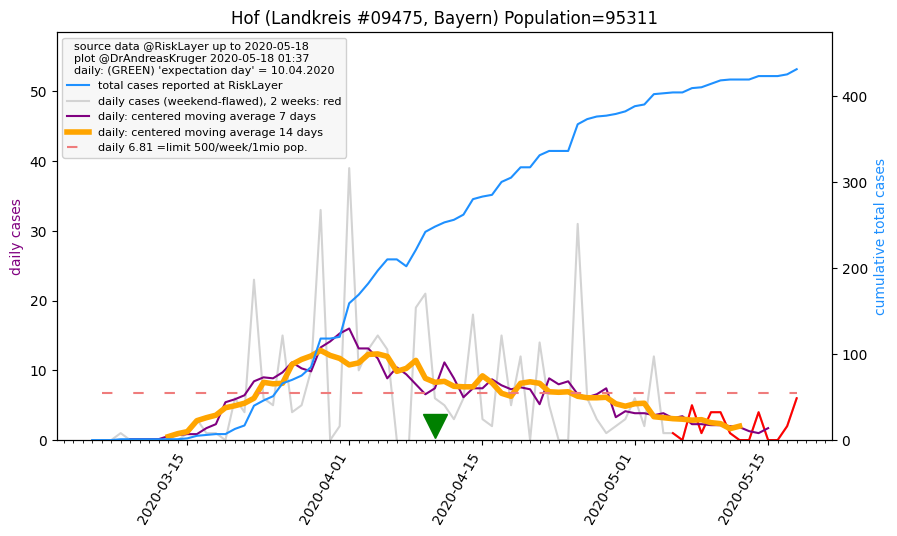 Hof (Landkreis #09475, Bayern) Population=95311
source data @RiskLayer up to 2020-05-18
plot @DrAndreasKruger 2020-05-18 01:37
daily: (GREEN) 'expectation day' = 10.04.2020
total cases reported at RiskLayer
daily cases (weekend-flawed), 2 weeks: red
daily: centered moving average 7 days
daily: centered moving average 14 days
daily 6.81 =limit 500/week/1mio pop.
daily cases
50
40
30
20
10
0
cumulative total cases
400
300
200
100
0
2020-03-15
2020-04-01
2020-04-15
2020-05-01
2020-05-15